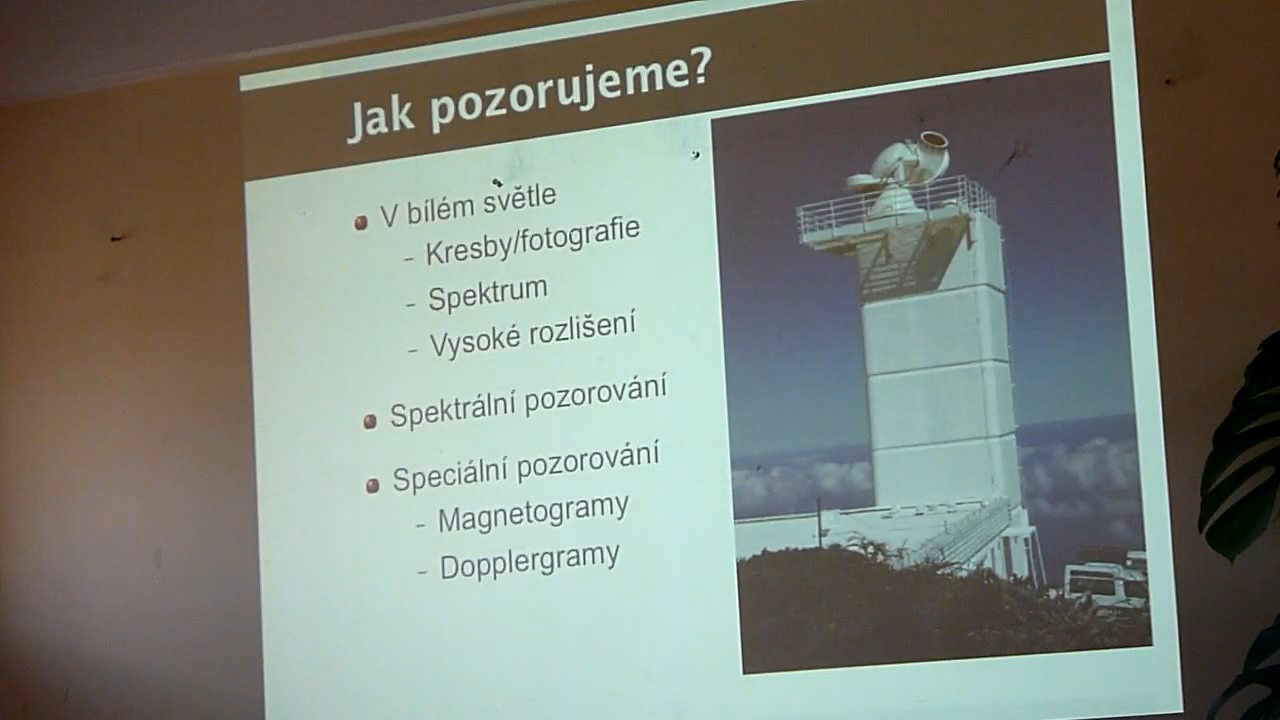 Jak pozorujeme?
V bílém světle
- Kresby/fotografie
- Spektrum
- Vysoké rozlišení
Spektrální pozorování
Speciální pozorování
- Magnetogramy
- Dopplergramy